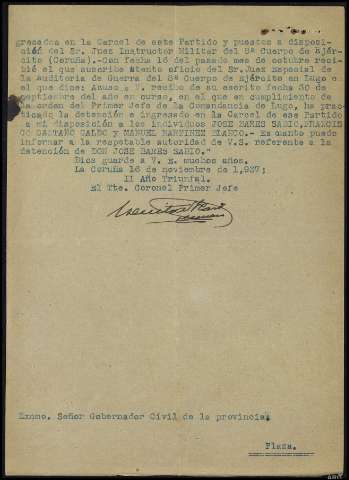 gresados en la Carcel de este Partido y puestos a disposi-
ción del Sr. Juez Instructor Militar del 8º Cuerpo de Ejér-
cito (Coruña).-Con fecha 16 del pasado mes de octubre reci-
bió el que suscribe atento oficio del Sr.Juez Especial de
la Auditoria de Guerra del 8º Cuerpo de Ejército en Lugo en
el que dice: Acuso a V. recibo de su escrito fecha 30 de
septiembre del año en curso, en el que en cumplimiento de
la orden del Primer Jefe de la Comandancia de Lugo, ha prac-
ticado la detención e ingresado en la Carcel de ese Partido
a mi disposición a los individuos JOSE BARES SABIO,FRANCIS
CO CASTAÑO GALDO y MANUEL MARTINEZ BLANCO.- Es cuanto puedo
informar a la respetable autoridad de V.S. referente a la
detención de DON JOSE BARES SABIO."
Dios guarde a V. E. muchos años.
La Coruña 16 de noviembre de 1.937;
II Año Triunfal.
El Tte. Coronel Primer Jefe
Exmmo. Señor Gobernador Civil de la provincia.
Plaza.